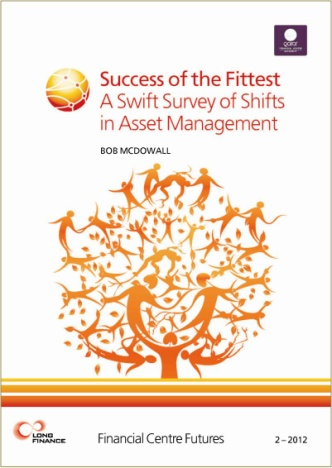 Success of the Fittest
A Swift Survey of Shifts
in Asset Management
BOB MCDOWALL
LONG
FINANCE
Financial Centre Futures
2 – 2012